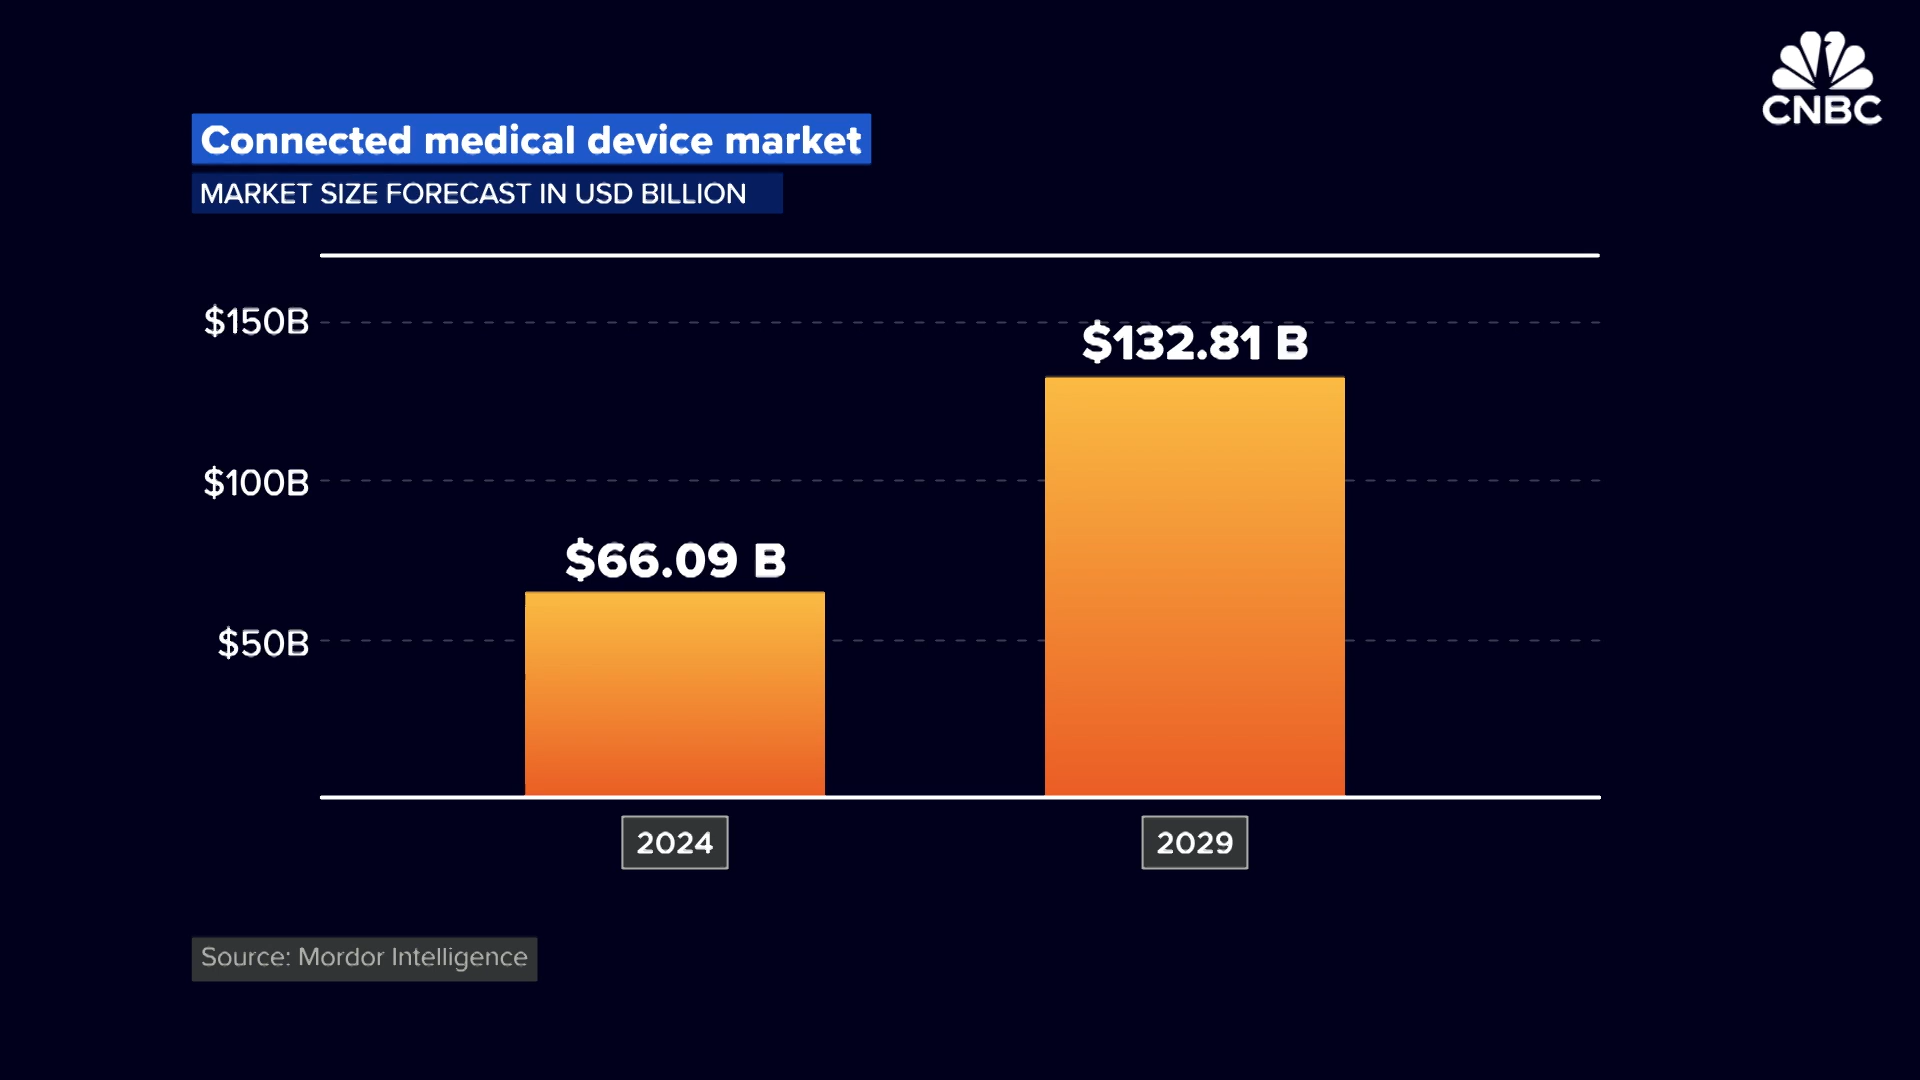 CNBC
Connected medical device market
MARKET SIZE FORECAST IN USD BILLION
$150B
$132.81 B
$100B
$66.09 B
$50B
2024
2029
Source: Mordor Intelligence